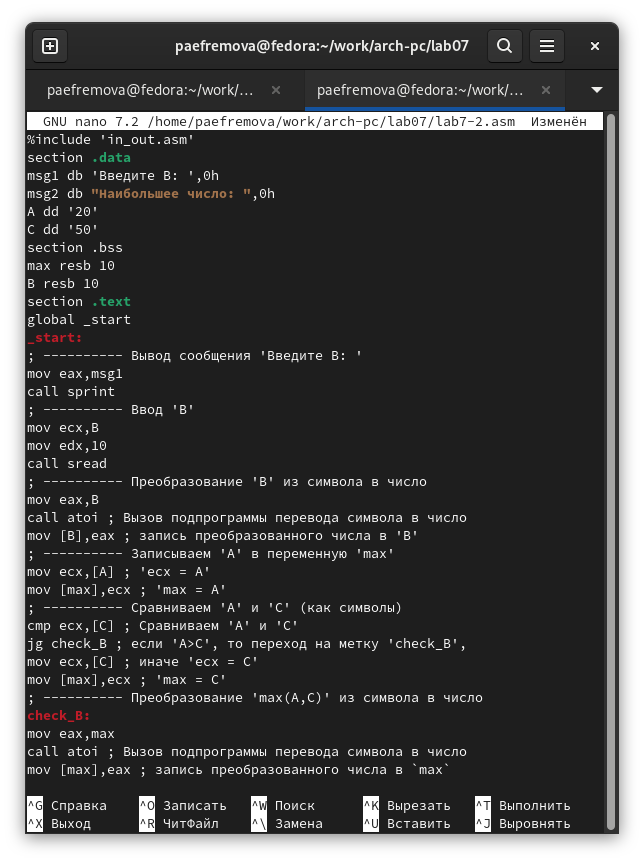 paefremova@fedora:~/work/arch-pc/lab07
paefremova@fedora:~/work/... paefremova@fedora:~/work/...
GNU nano 7.2 /home/paefremova/work/arch-pc/lab07/lab7-2.asm Изменён
%include 'in_out.asm'
section .data
msg1 db 'Введите B: ',0h
msg2 db "Наибольшее число: ",0h
A dd '20'
C dd '50'
section .bss
max resb 10
B resb 10
section .text
global _start
_start:
; ---------- Вывод сообщения 'Введите B: '
mov eax,msg1
call sprint
; ---------- Ввод 'B'
mov ecx,B
mov edx,10
call sread
; ---------- Преобразование 'B' из символа в число
mov eax,B
call atoi ; Вызов подпрограммы перевода символа в число
mov [B],eax ; запись преобразованного числа в 'B'
; ---------- Записываем 'A' в переменную 'max'
mov ecx,[A] ; 'ecx = A'
mov [max],ecx ; 'max = A'
; ---------- Сравниваем 'A' и 'C' (как символы)
cmp ecx,[C] ; Сравниваем 'A' и 'C'
jg check_B ; если 'A>C', то переход на метку 'check_B',
mov ecx,[C] ; иначе 'ecx = C'
mov [max],ecx ; 'max = C'
; ---------- Преобразование 'max(A,C)' из символа в число
check_B:
mov eax,max
call atoi ; Вызов подпрограммы перевода символа в число
mov [max],eax ; запись преобразованного числа в `max`
^G Справка ^O Записать ^W Поиск ^K Вырезать ^T Выполнить
^X Выход ^R ЧитФайл ^\ Замена ^U Вставить ^J Выровнять